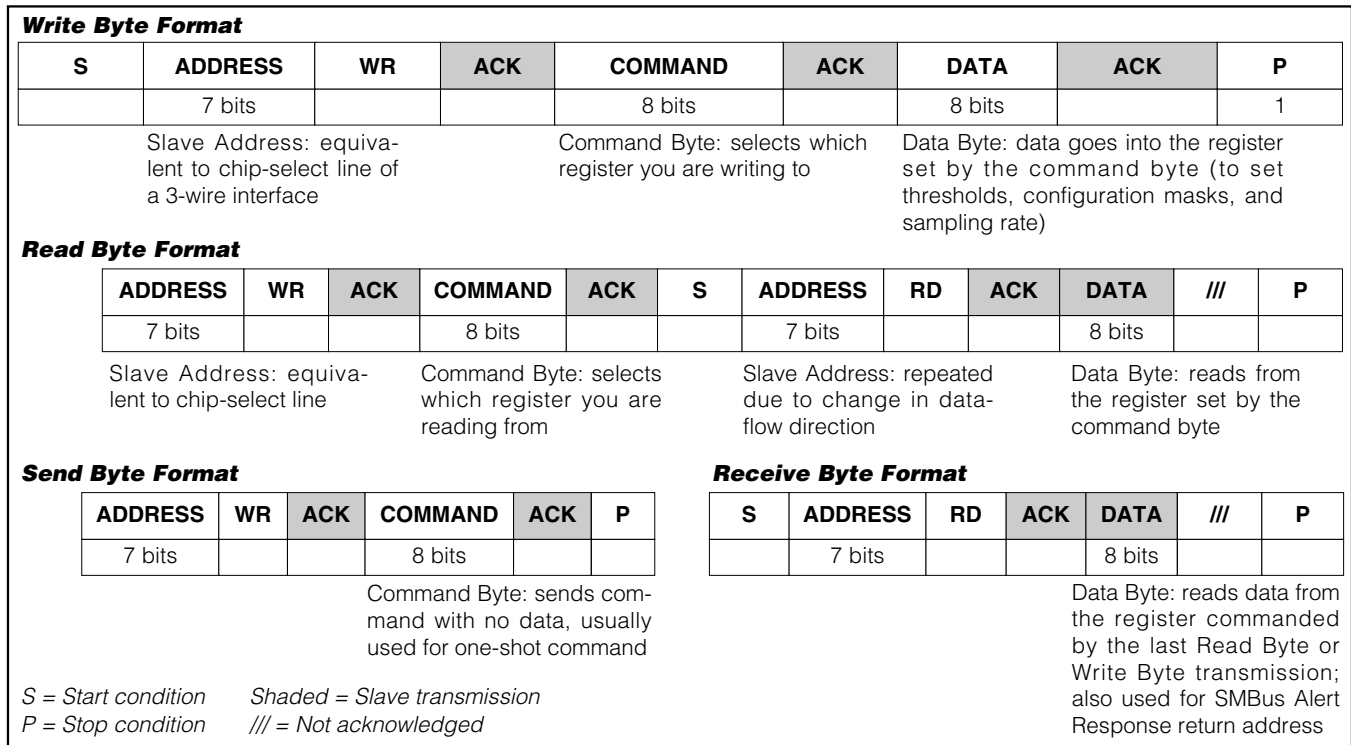 Write Byte Format
S ADDRESS WR ACK COMMAND ACK DATA ACK P
7 bits 8 bits 8 bits 1
Slave Address: equiva-
lent to chip-select line of
a 3-wire interface
Command Byte: selects which
register you are writing to
Data Byte: data goes into the register
set by the command byte (to set
thresholds, configuration masks, and
sampling rate)
Read Byte Format
ADDRESS WR ACK COMMAND ACK S ADDRESS RD ACK DATA /// P
7 bits 8 bits 7 bits 8 bits
Slave Address: equiva-
lent to chip-select line
Command Byte: selects
which register you are
reading from
Slave Address: repeated
due to change in data-
flow direction
Data Byte: reads from
the register set by the
command byte
Send Byte Format
ADDRESS WR ACK COMMAND ACK P
7 bits 8 bits
Command Byte: sends com-
mand with no data, usually
used for one-shot command
Receive Byte Format
S ADDRESS RD ACK DATA /// P
7 bits 8 bits
Data Byte: reads data from
the register commanded
by the last Read Byte or
Write Byte transmission;
also used for SMBus Alert
Response return address
S = Start condition Shaded = Slave transmission
P = Stop condition /// = Not acknowledged